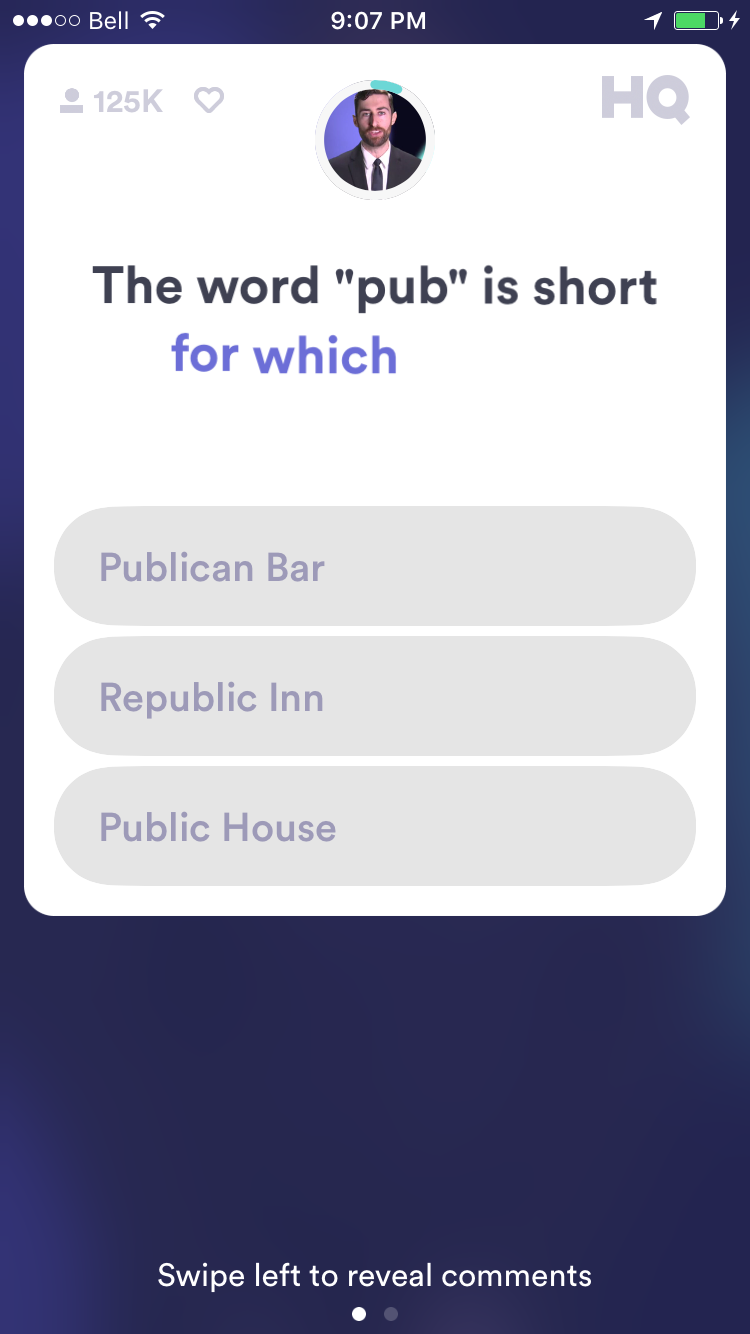 Bell 9:07 PM
125K HQ
The word "pub" is short
for which
Publican Bar
Republic Inn
Public House
Swipe left to reveal comments